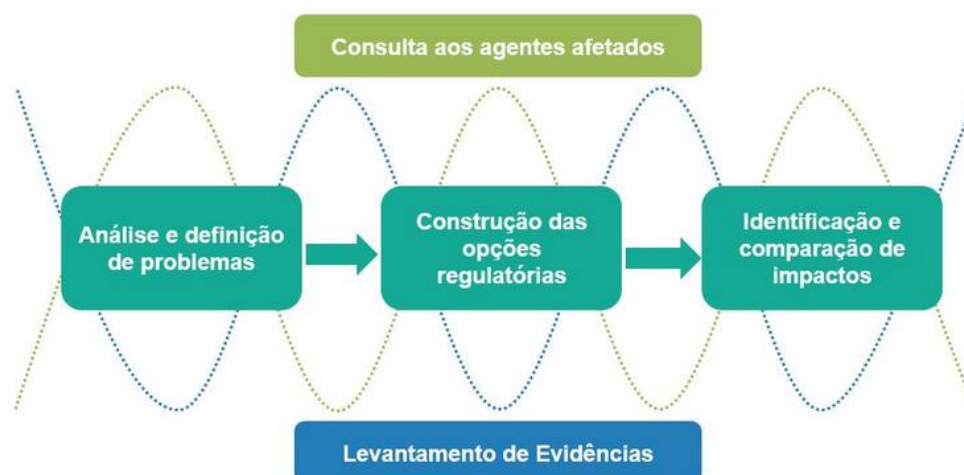 Consulta aos agentes afetados
Análise e definição
de problemas
Construção das
opções
regulatórias
Identificação e
comparação de
impactos
Levantamento de Evidências